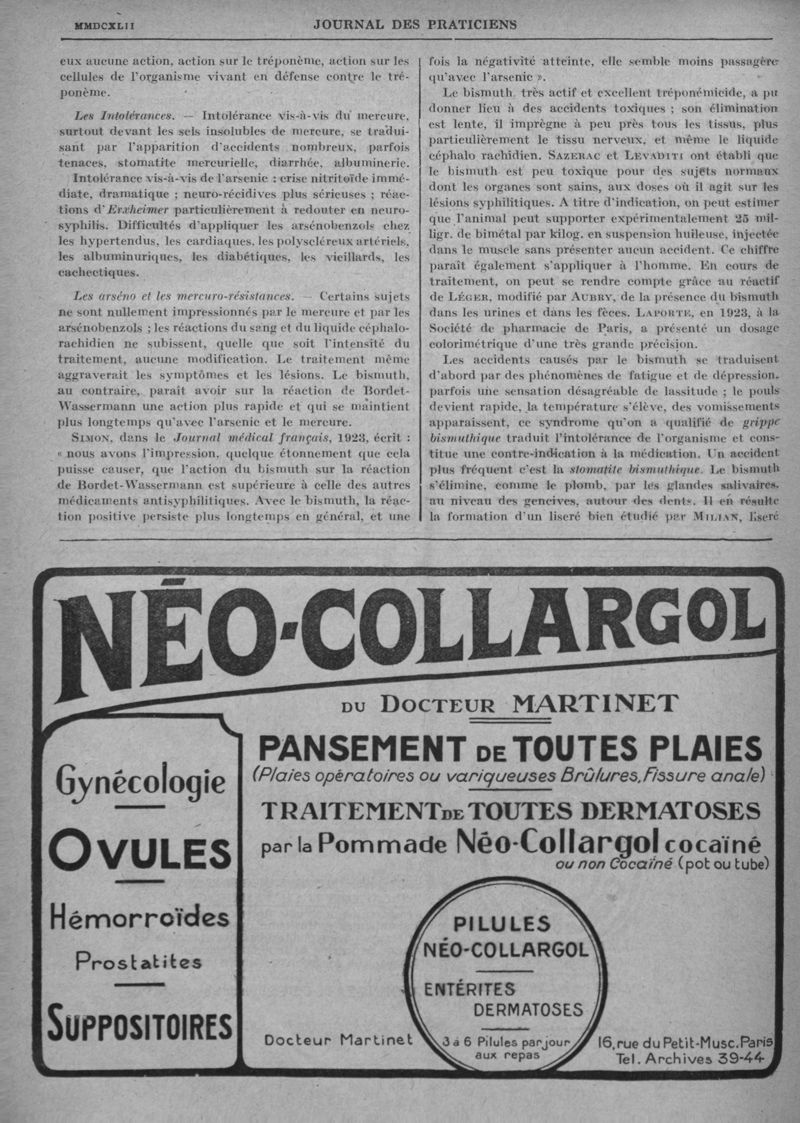 MMDCXLII
JOURNAL DES PRATICIENS
eux aucune action, action sur le tréponème, action sur les
cellules de l'organisme vivant en défense contre le tré-
ponème.
Les Intolérances. — Intolérance vis-à-vis du mercure,
surtout devant les sels insolubles de mercure, se tradui-
sant par l'apparition d'accidents nombreux, parfois
tenaces, stomatite mercurielle, diarrhée, albuminerie.
Intolérance vis-à-vis de l'arsenic : crise nitritoïde immé-
diate, dramatique ; neuro-récidives plus sérieuses ; réac-
tions d'Erxheimer particulièrement à redouter en neuro-
syphilis. Difficultés d'appliquer les arsénobenzols chez
les hypertendus, les cardiaques, les polyscléreux artériels,
les albuminuriques, les diabétiques, les vieillards, les
cachectiques.
Les arséno et les mercuro-résistances. — Certains sujets
ne sont nullement impressionnés par le mercure et par les
arsénobenzols ; les réactions du sang et du liquide céphalo-
rachidien ne subissent, quelle que soit l'intensité du
traitement, aucune modification. Le traitement même
aggraverait les symptômes et les lésions. Le bismuth,
au contraire, paraît avoir sur la réaction de Bordet-
Wassermann une action plus rapide et qui se maintient
plus longtemps qu'avec l'arsenic et le mercure.
SIMON, dans le Journal médical français, 1923, écrit :
« nous avons l'impression, quelque étonnement que cela
puisse causer, que l'action du bismuth sur la réaction
de Bordet-Wassermann est supérieure à celle des autres
médicaments antisyphilitiques. Avec le bismuth, la réac-
tion positive persiste plus longtemps en général, et une
fois la négativité atteinte, elle semble moins passagère
qu'avec l'arsenic ».
Le bismuth, très actif et excellent tréponémicide, a pu
donner lieu à des accidents toxiques ; son élimination
est lente, il imprègne à peu près tous les tissus, plus
particulièrement le tissu nerveux, et même le liquide
céphalo rachidien. SAZERAC et LEVADITI ont établi que
le bismuth est peu toxique pour des sujets normaux
dont les organes sont sains, aux doses où il agit sur les
lésions syphilitiques. A titre d'indication, on peut estimer
que l'animal peut supporter expérimentalement 25 mil-
ligr. de bimétal par kilog. en suspension huileuse, injectée
dans le muscle sans présenter aucun accident. Ce chiffre
paraît également s'appliquer à l'homme. En cours de
traitement, on peut se rendre compte grâce au réactif
de LÉGER, modifié par AUBRY, de la présence du bismuth
dans les urines et dans les fèces. LAPORTE, en 1923, à la
Société de pharmacie de Paris, a présenté un dosage
colorimétrique d'une très grande précision.
Les accidents causés par le bismuth se traduisent
d'abord par des phénomènes de fatigue et de dépression,
parfois une sensation désagréable de lassitude ; le pouls
devient rapide, la température s'élève, des vomissements
apparaissent, ce syndrome qu'on a qualifié de grippe
bismuthique traduit l'intolérance de l'organisme et cons-
titue une contre-indication à la médication. Un accident
plus fréquent c'est la stomatite bismuthique. Le bismuth
s'élimine, comme le plomb, par les glandes salivaires,
au niveau des gencives, autour des dents. Il en résulte
la formation d'un liseré bien étudié par MILIAN, liseré
NÉO-COLLARGOL
DU DOCTEUR MARTINET
Gynécologie
OVULES
Hémorroïdes
Prostatites
SUPPOSITOIRES
PANSEMENT DE TOUTES PLAIES
(Plaies opératoires ou variqueuses Brûlures, Fissure anale)
TRAITEMENT DE TOUTES DERMATOSES
par la Pommade Néo-Collargol cocaïné
ou non Cocaïné (pot ou tube)
PILULES
NÉO-COLLARGOL
ENTÉRITES
DERMATOSES
3 à 6 Pilules par jour
aux repas
Docteur Martinet
16, rue du Petit-Musc. Paris
Tel. Archives 39-44